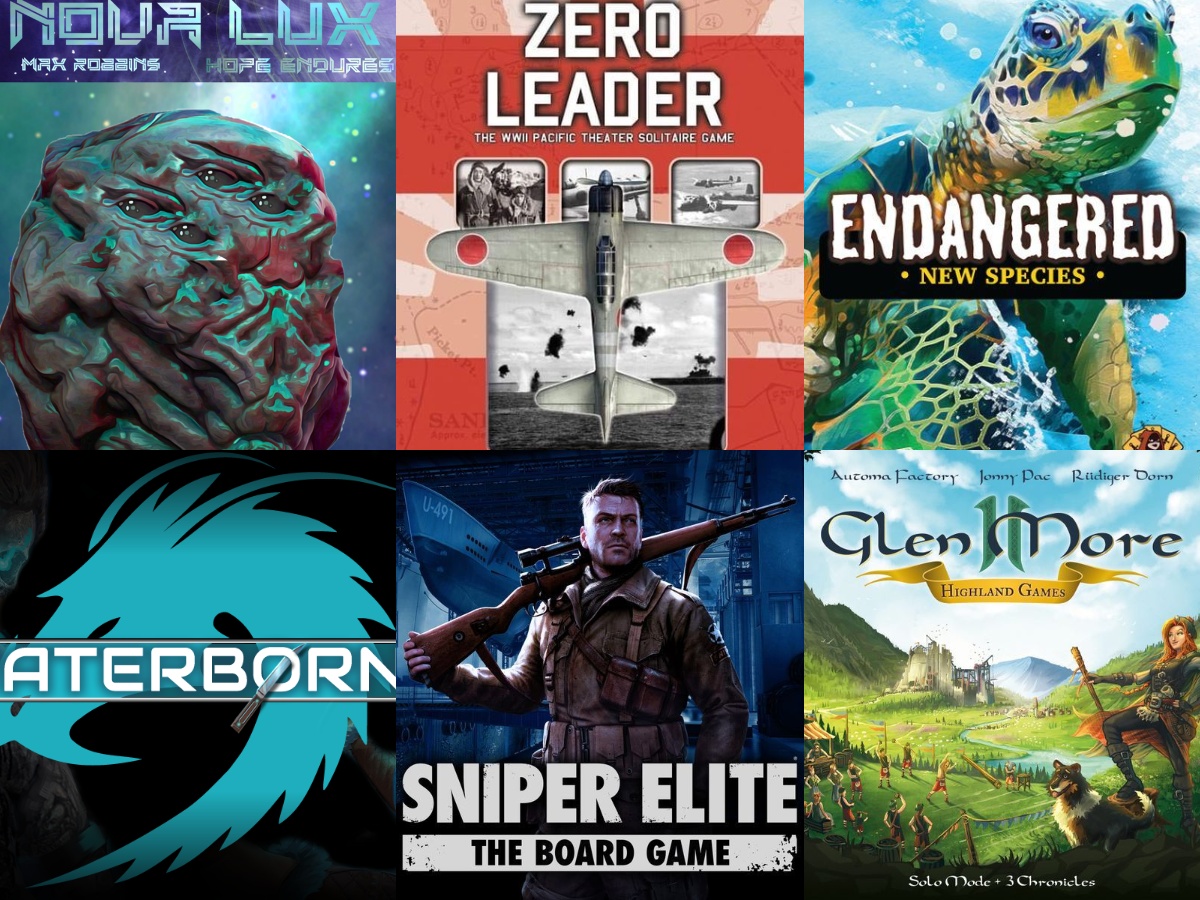 NOVA LUX
MAX ROBBINS HOPE ENDURES
ZERO
LEADER
THE WWII PACIFIC THEATER SOLITAIRE GAME
ENDANGERED
• NEW SPECIES •
ATERBORN
U-491
SNIPER ELITE
THE BOARD GAME
Automa Factory Jonny Pac Rüdiger Dorn
Glen More
II
HIGHLAND GAMES
Solo Mode + 3 Chronicles